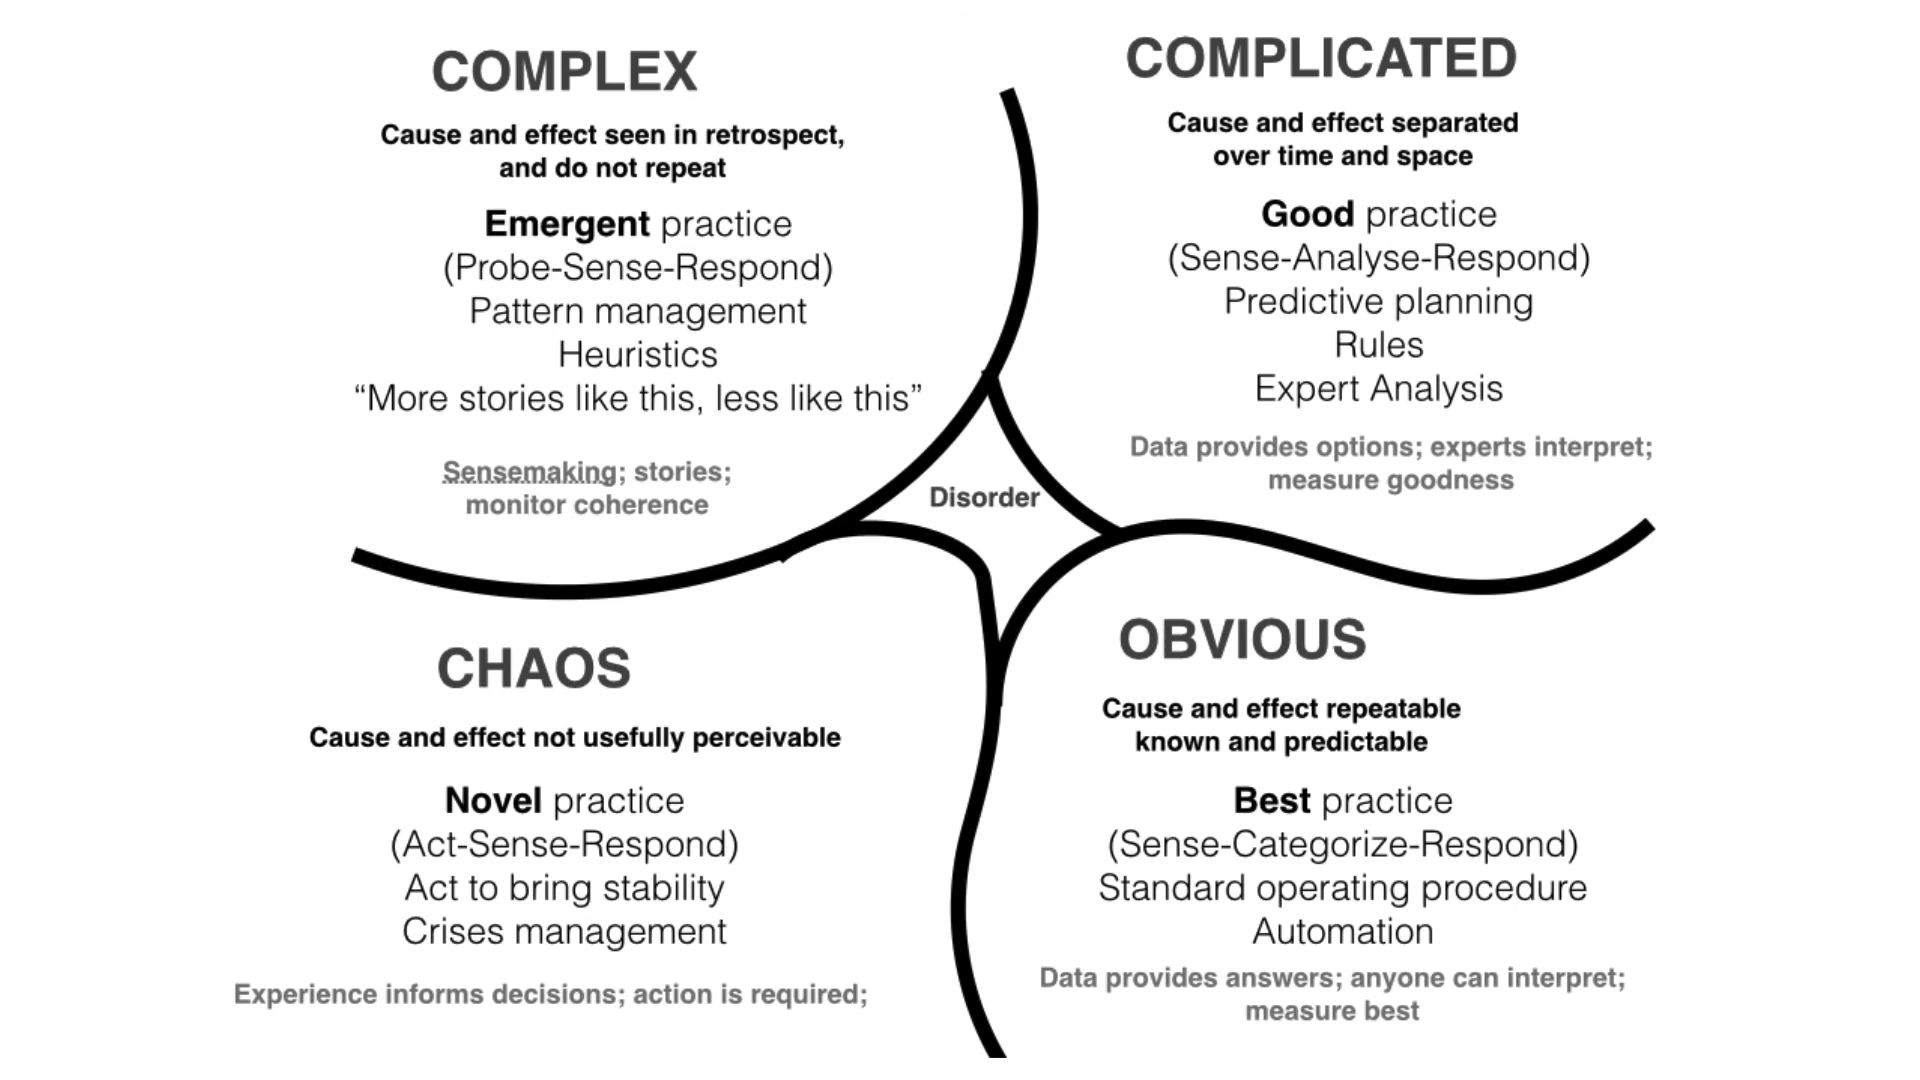 COMPLEX
Cause and effect seen in retrospect,
and do not repeat
Emergent practice
(Probe-Sense-Respond)
Pattern management
Heuristics
“More stories like this, less like this”
Sensemaking; stories;
monitor coherence
COMPLICATED
Cause and effect separated
over time and space
Good practice
(Sense-Analyse-Respond)
Predictive planning
Rules
Expert Analysis
Data provides options; experts interpret;
measure goodness
Disorder
CHAOS
Cause and effect not usefully perceivable
Novel practice
(Act-Sense-Respond)
Act to bring stability
Crises management
Experience informs decisions; action is required;
OBVIOUS
Cause and effect repeatable
known and predictable
Best practice
(Sense-Categorize-Respond)
Standard operating procedure
Automation
Data provides answers; anyone can interpret;
measure best